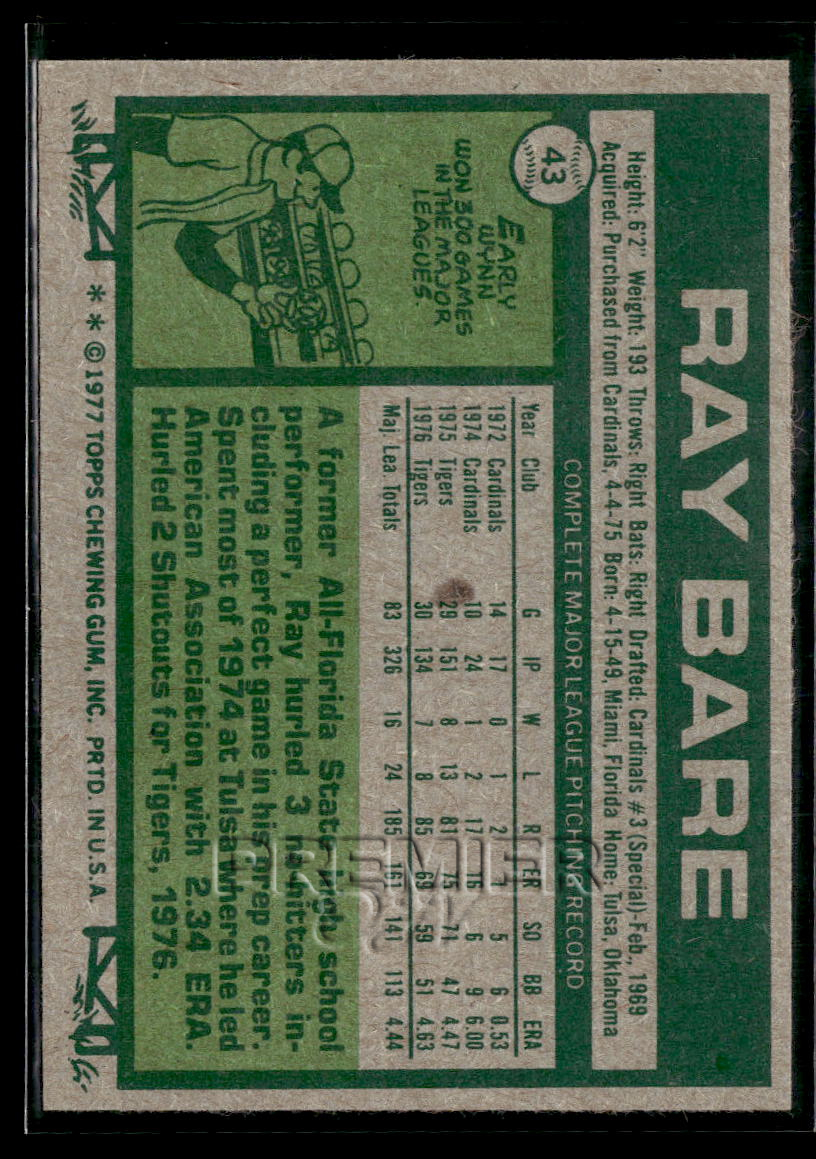 RAY BARE
Height: 6'2" Weight: 193 Throws: Right Bats: Right Drafted: Cardinals #3 (Special)-Feb., 1969
Acquired: Purchased from Cardinals, 4-4-75 Born: 4-15-49, Miami, Florida Home: Tulsa, Oklahoma
43
COMPLETE MAJOR LEAGUE PITCHING RECORD
EARLY
WYNN
WON 300 GAMES
IN THE MAJOR
LEAGUES.
Year Club G IP W L R ER SO BB ERA
1972 Cardinals 14 17 0 1 2 1 5 6 0.53
1974 Cardinals 10 24 1 2 17 16 6 9 6.00
1975 Tigers 29 151 8 13 81 75 71 47 4.47
1976 Tigers 30 134 7 8 85 69 59 51 4.63
Maj. Lea. Totals 83 326 16 24 185 161 141 113 4.44
A former All-Florida State high school
performer, Ray hurled 3 no-hitters in-
cluding a perfect game in his prep career.
Spent most of 1974 at Tulsa where he led
American Association with 2.34 ERA.
Hurled 2 Shutouts for Tigers, 1976.
* * ©1977 TOPPS CHEWING GUM, INC. PRTD. IN U.S.A.
PREMIER